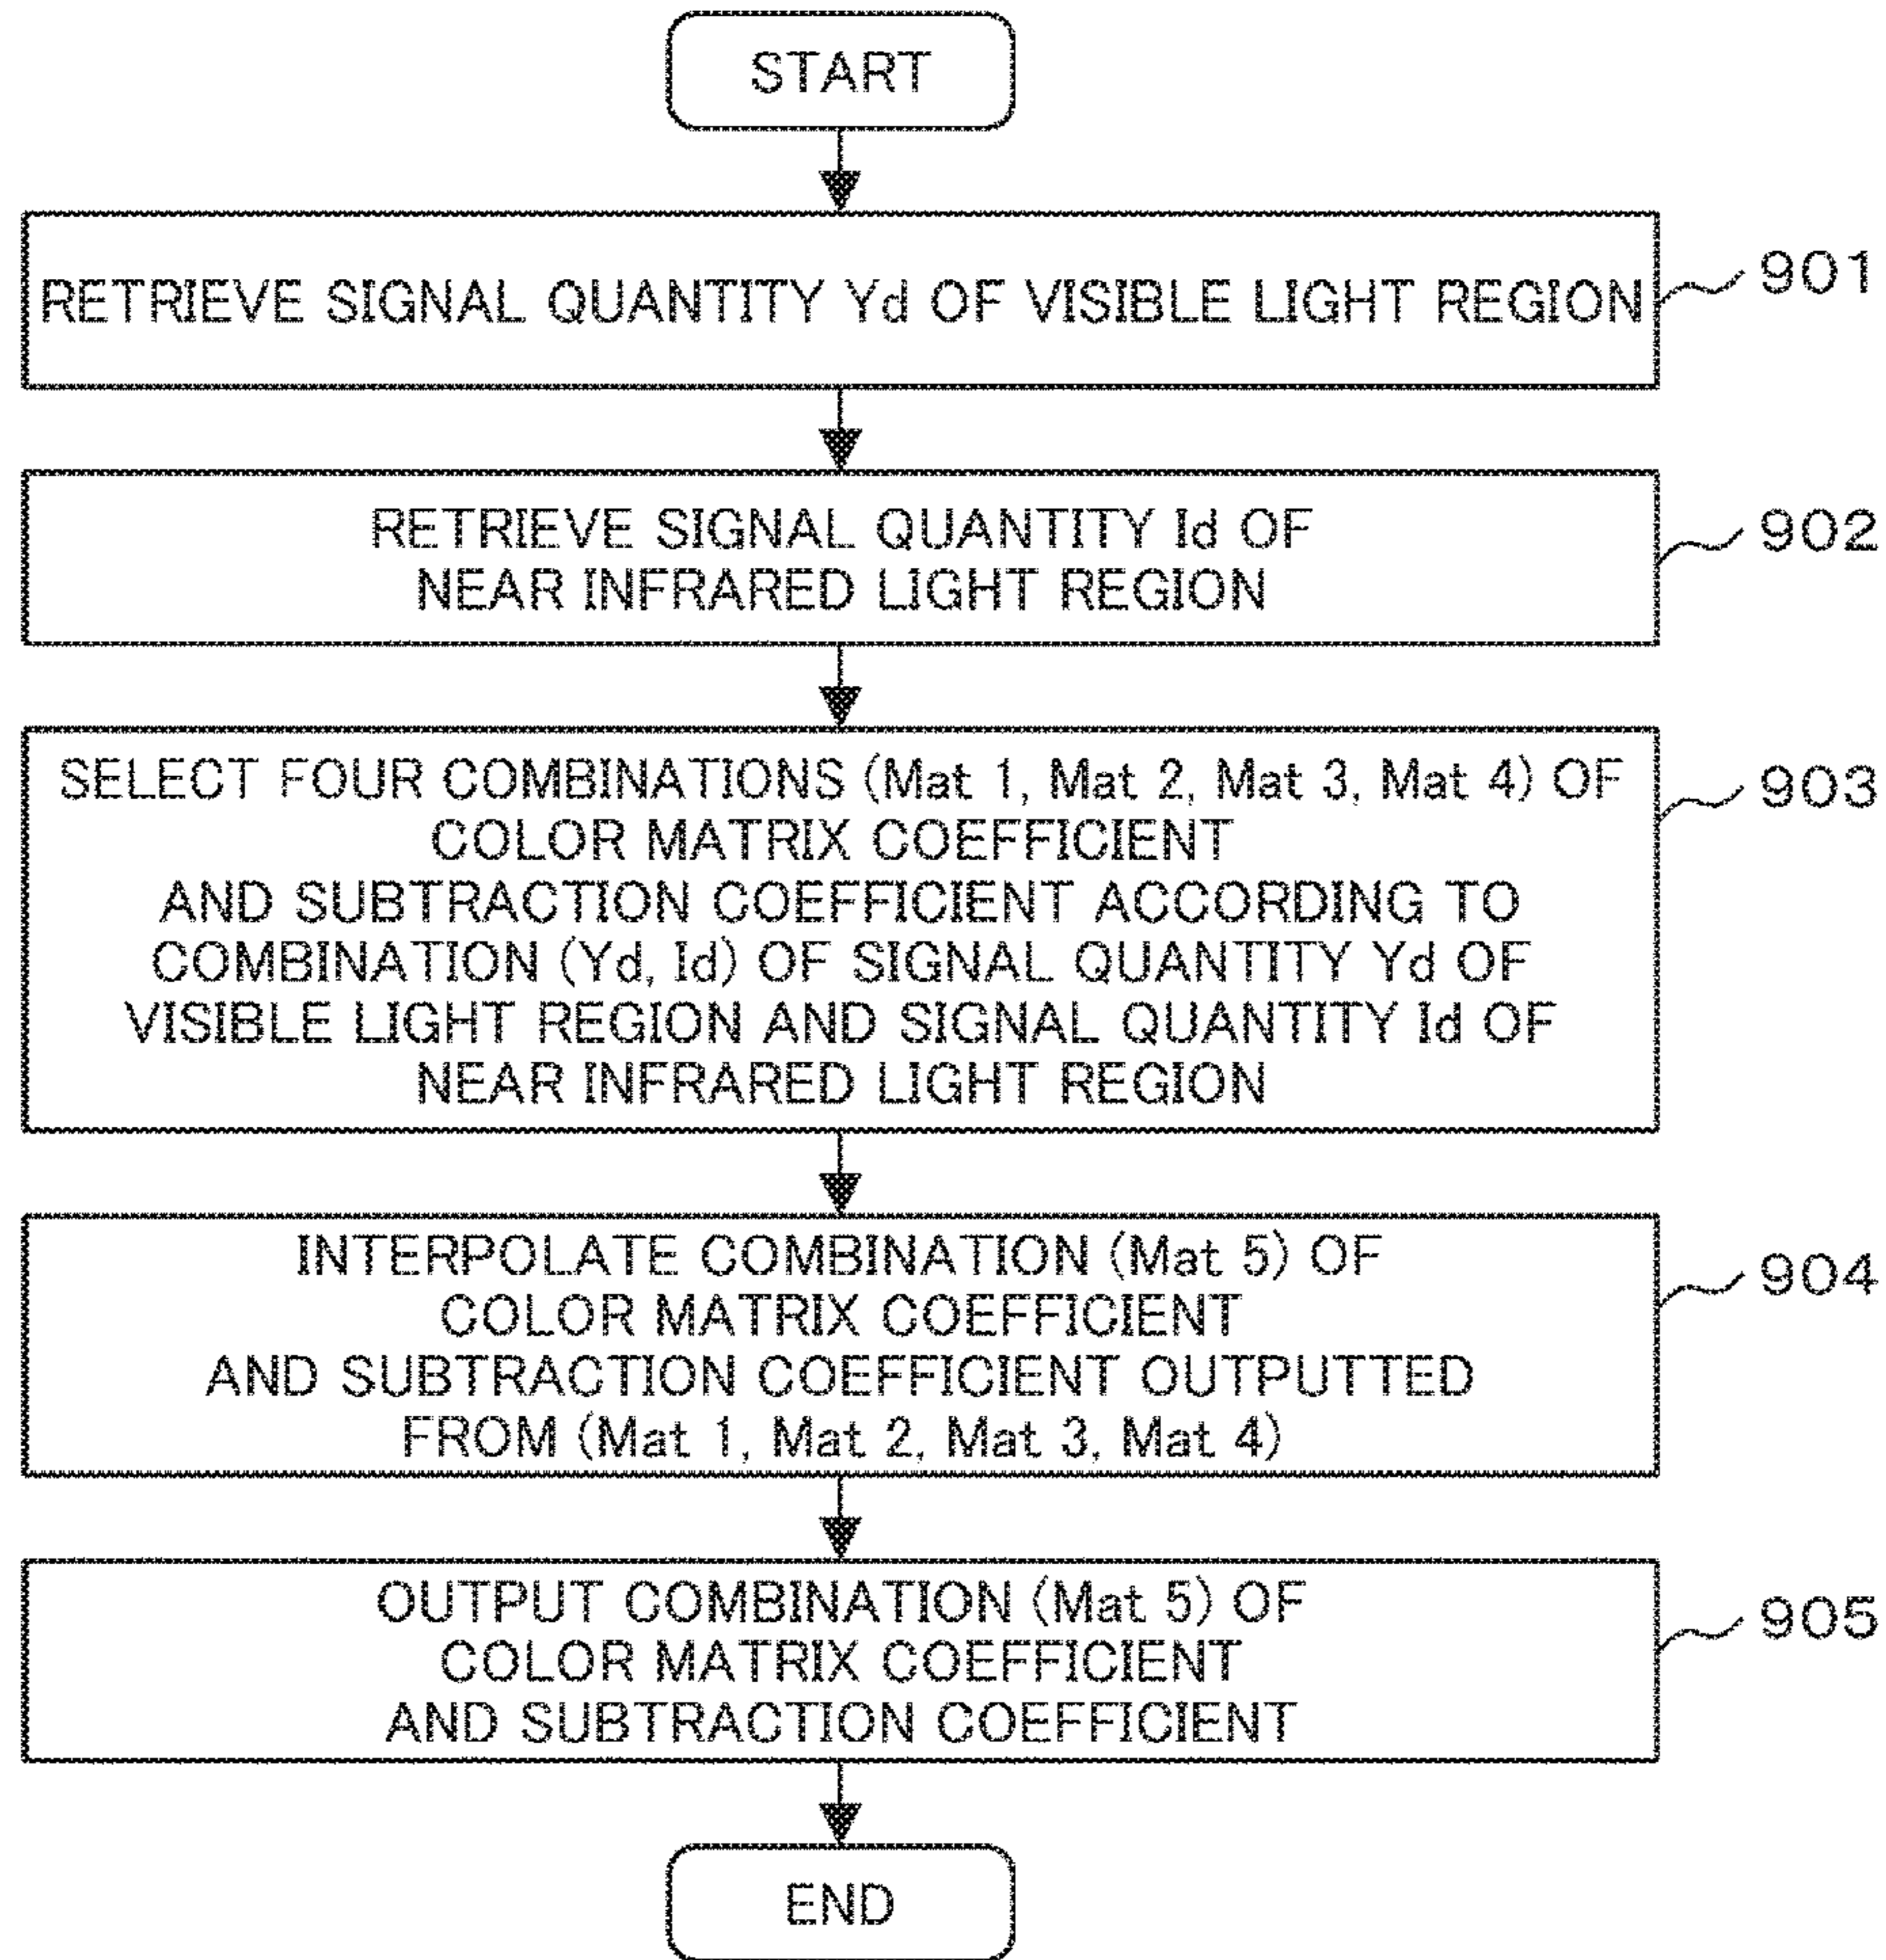 START
RETRIEVE SIGNAL QUANTITY Yd OF VISIBLE LIGHT REGION
901
RETRIEVE SIGNAL QUANTITY Id OF
NEAR INFRARED LIGHT REGION
902
SELECT FOUR COMBINATIONS (Mat 1, Mat 2, Mat 3, Mat 4) OF
COLOR MATRIX COEFFICIENT
AND SUBTRACTION COEFFICIENT ACCORDING TO
COMBINATION (Yd, Id) OF SIGNAL QUANTITY Yd OF
VISIBLE LIGHT REGION AND SIGNAL QUANTITY Id OF
NEAR INFRARED LIGHT REGION
903
INTERPOLATE COMBINATION (Mat 5) OF
COLOR MATRIX COEFFICIENT
AND SUBTRACTION COEFFICIENT OUTPUTTED
FROM (Mat 1, Mat 2, Mat 3, Mat 4)
904
OUTPUT COMBINATION (Mat 5) OF
COLOR MATRIX COEFFICIENT
AND SUBTRACTION COEFFICIENT
905
END